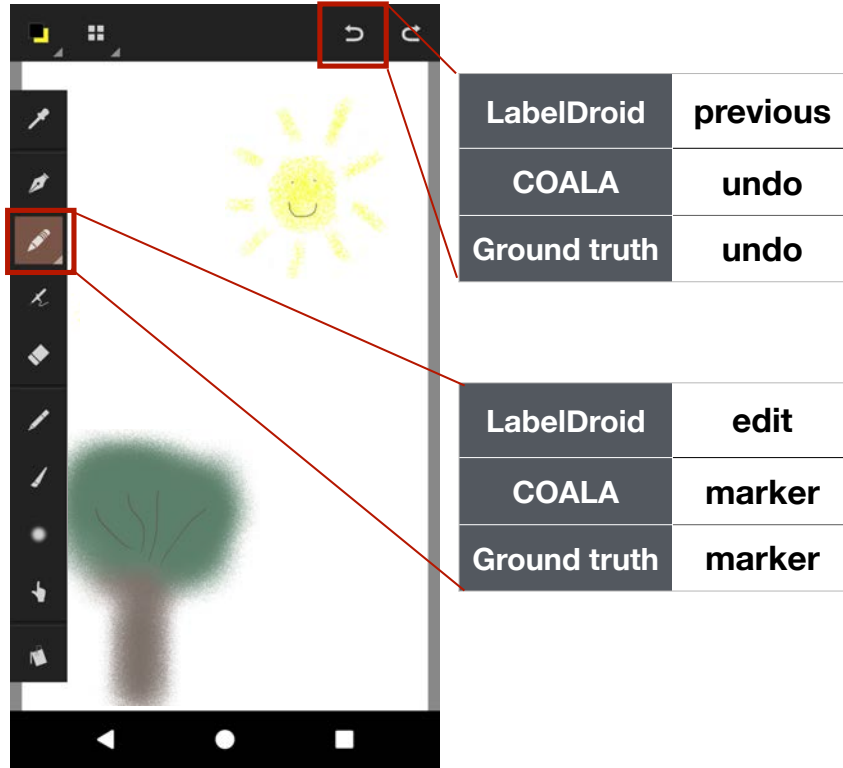 LabelDroid previous
COALA undo
Ground truth undo
LabelDroid edit
COALA marker
Ground truth marker